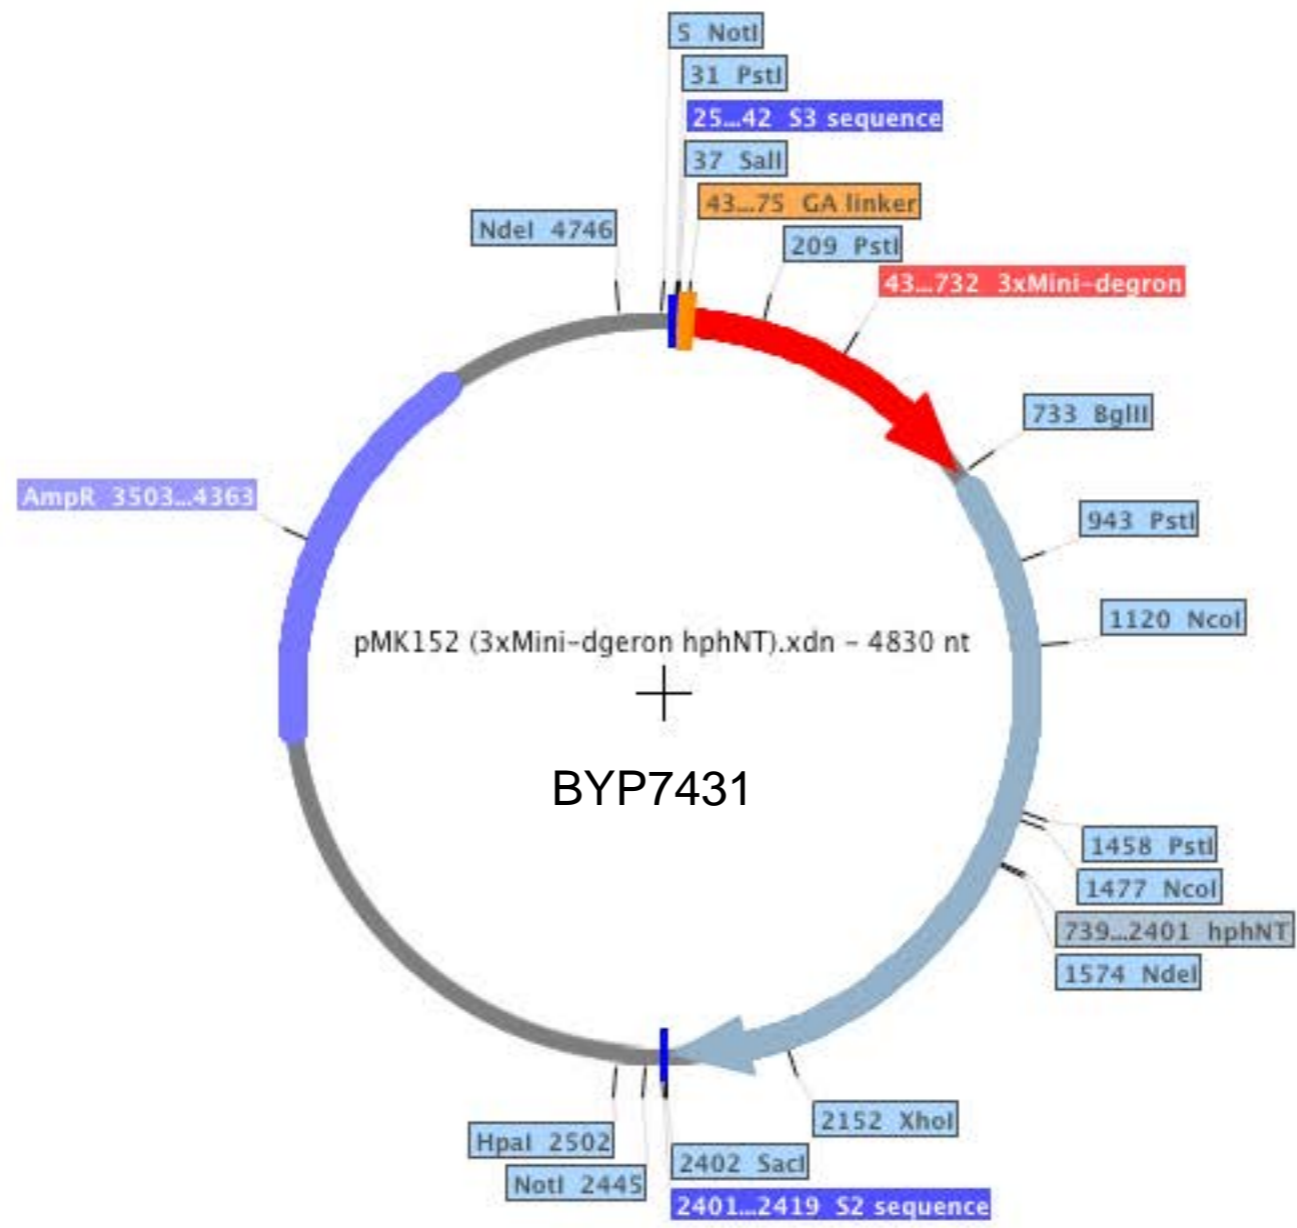 5 NotI
31 PstI
25...42 S3 sequence
37 SalI
43...75 GA linker
NdeI 4746
209 PstI
43...732 3xMini-degron
733 BglII
AmpR 3503...4363
943 PstI
1120 NcoI
pMK152 (3xMini-dgeron hphNT).xdn - 4830 nt
BYP7431
1458 PstI
1477 NcoI
739...2401 hphNT
1574 NdeI
2152 XhoI
HpaI 2502
2402 SacI
NotI 2445
2401...2419 S2 sequence